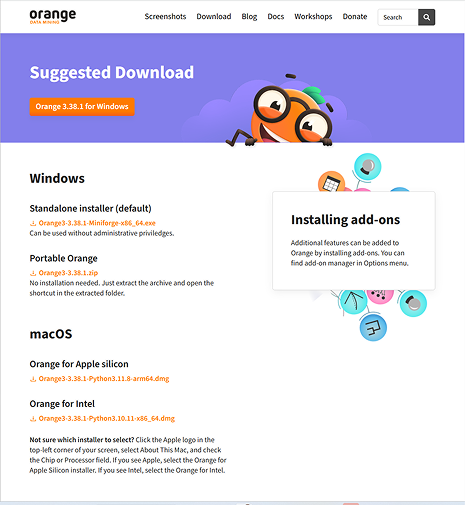 orange
DATA MINING
Screenshots Download Blog Docs Workshops Donate
Search
Suggested Download
Orange 3.38.1 for Windows
Windows
Standalone installer (default)
Orange3-3.38.1-Miniforge-x86_64.exe
Can be used without administrative priviledges.
Portable Orange
Orange3-3.38.1.zip
No installation needed. Just extract the archive and open the
shortcut in the extracted folder.
Installing add-ons
Additional features can be added to
Orange by installing add-ons. You can
find add-on manager in Options menu.
macOS
Orange for Apple silicon
Orange3-3.38.1-Python3.11.8-arm64.dmg
Orange for Intel
Orange3-3.38.1-Python3.10.11-x86_64.dmg
Not sure which installer to select? Click the Apple logo in the
top-left corner of your screen, select About This Mac, and check
the Chip or Processor field. If you see Apple, select the Orange for
Apple Silicon installer. If you see Intel, select the Orange for Intel.